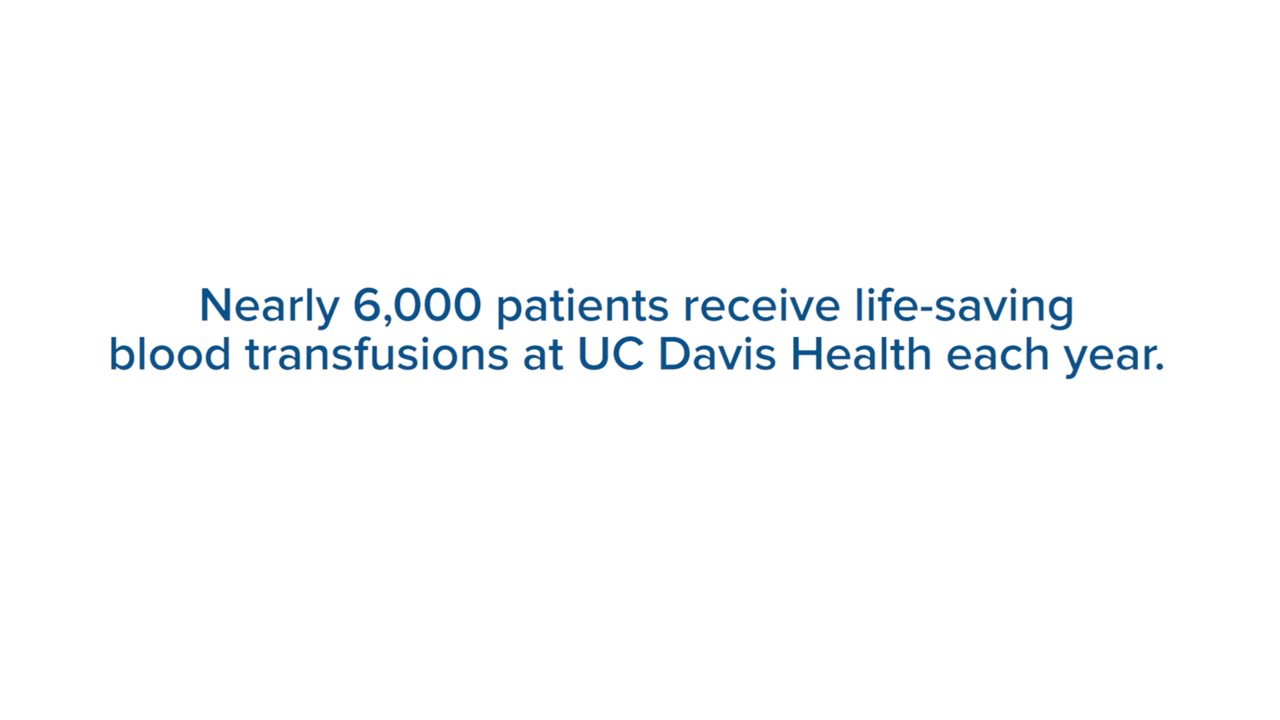 Nearly 6,000 patients receive life-saving
blood transfusions at UC Davis Health each year.